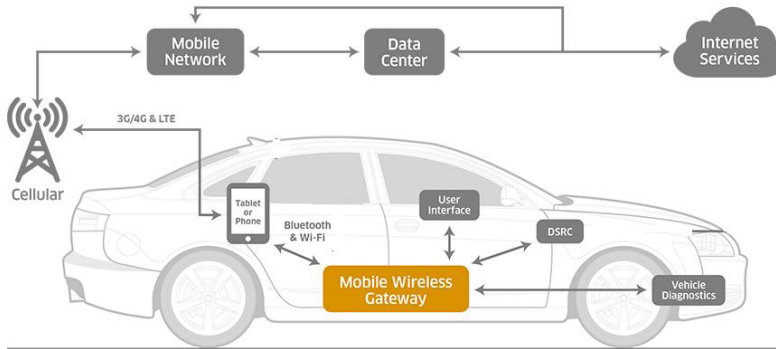 Mobile
Network
Data
Center
Internet
Services
3G/4G & LTE
Cellular
Tablet
or
Phone
Bluetooth
& Wi-Fi
User
Interface
DSRC
Mobile Wireless
Gateway
Vehicle
Diagnostics